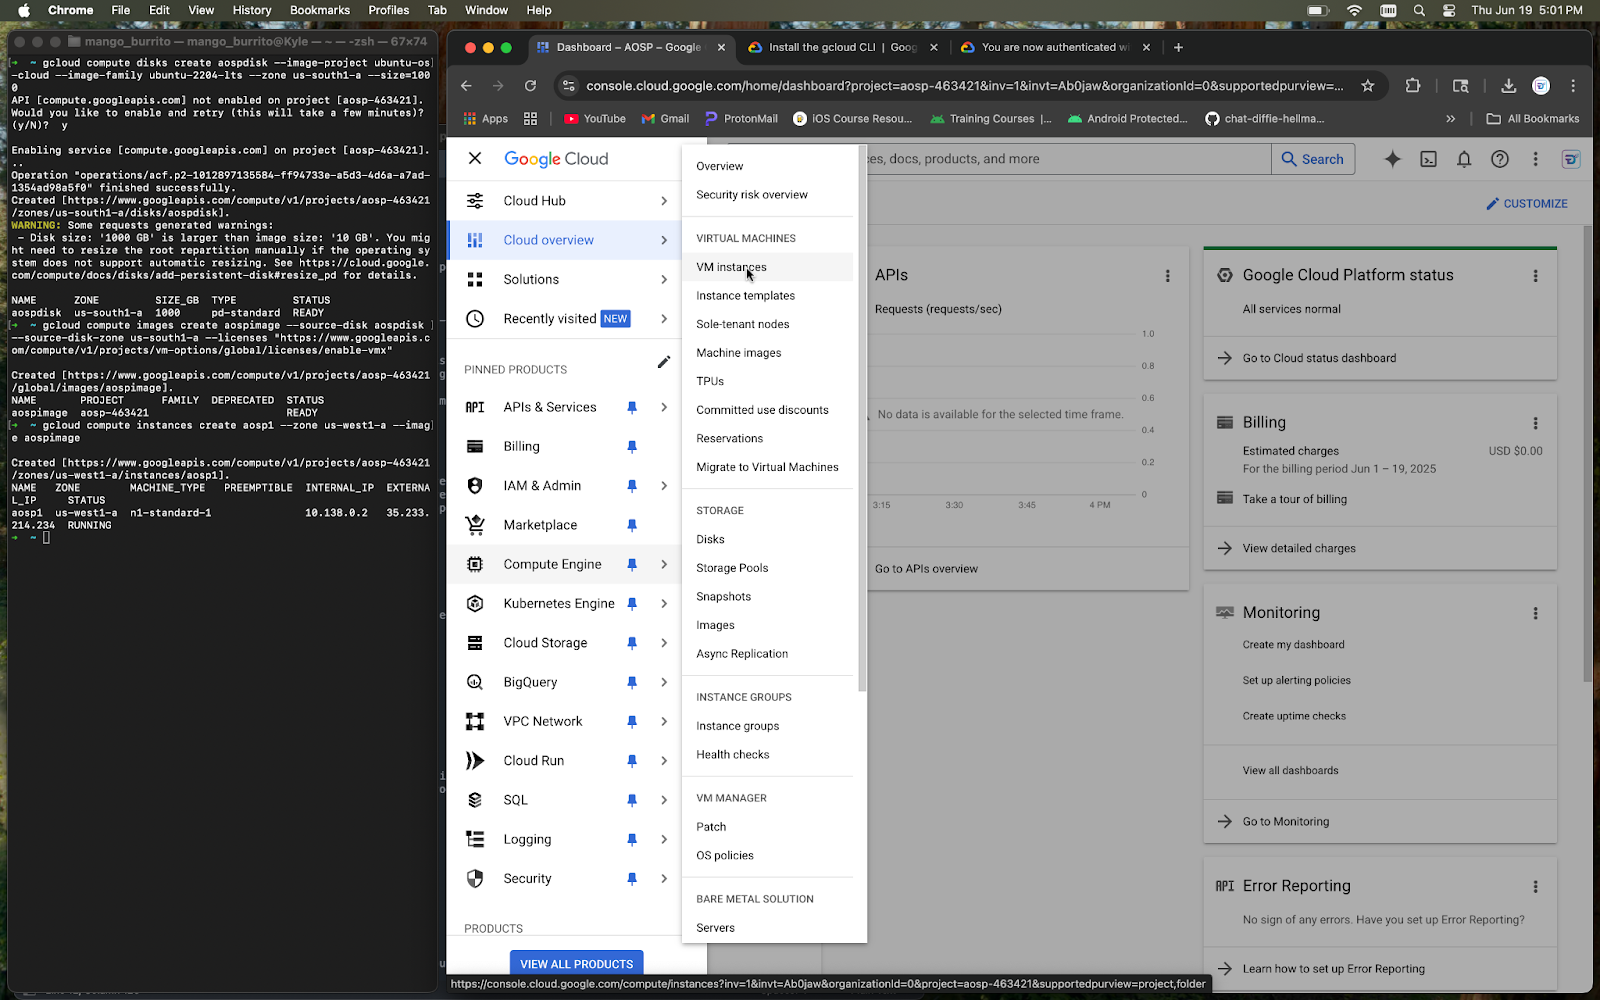 Chrome File Edit View History Bookmarks Profiles Tab Window Help Thu Jun 19 5:01 PM
mango_burrito — mango_burrito@Kyle — ~ — -zsh — 67×74
→ ~ gcloud compute disks create aospdisk --image-project ubuntu-os
-cloud --image-family ubuntu-2204-lts --zone us-south1-a --size=100
0
API [compute.googleapis.com] not enabled on project [aosp-463421].
Would you like to enable and retry (this will take a few minutes)?
(y/N)? y
Enabling service [compute.googleapis.com] on project [aosp-463421].
..
Operation "operations/acf.p2-1012897135584-ff94733e-a5d3-4d6a-a7ad-
1354ad98a5f0" finished successfully.
Created [https://www.googleapis.com/compute/v1/projects/aosp-463421
/zones/us-south1-a/disks/aospdisk].
WARNING: Some requests generated warnings:
- Disk size: '1000 GB' is larger than image size: '10 GB'. You mig
ht need to resize the root repartition manually if the operating sy
stem does not support automatic resizing. See https://cloud.google.
com/compute/docs/disks/add-persistent-disk#resize_pd for details.
NAME ZONE SIZE_GB TYPE STATUS
aospdisk us-south1-a 1000 pd-standard READY
→ ~ gcloud compute images create aospimage --source-disk aospdisk
--source-disk-zone us-south1-a --licenses "https://www.googleapis.c
om/compute/v1/projects/vm-options/global/licenses/enable-vmx"
Created [https://www.googleapis.com/compute/v1/projects/aosp-463421
/global/images/aospimage].
NAME PROJECT FAMILY DEPRECATED STATUS
aospimage aosp-463421 READY
→ ~ gcloud compute instances create aosp1 --zone us-west1-a --imag
e aospimage
Created [https://www.googleapis.com/compute/v1/projects/aosp-463421
/zones/us-west1-a/instances/aosp1].
NAME ZONE MACHINE_TYPE PREEMPTIBLE INTERNAL_IP EXTERNA
L_IP STATUS
aosp1 us-west1-a n1-standard-1 10.138.0.2 35.233.
214.234 RUNNING
→ ~
Dashboard – AOSP – Google
Install the gcloud CLI | Goog
You are now authenticated wi
console.cloud.google.com/home/dashboard?project=aosp-463421&inv=1&invt=Ab0jaw&organizationId=0&supportedpurview=...
Apps YouTube Gmail ProtonMail iOS Course Resou... Training Courses |... Android Protected... chat-diffie-hellma... » All Bookmarks
Google Cloud
Cloud Hub
Cloud overview
Solutions
Recently visited NEW
PINNED PRODUCTS
API APIs & Services
Billing
IAM & Admin
Marketplace
Compute Engine
Kubernetes Engine
Cloud Storage
BigQuery
VPC Network
Cloud Run
SQL
Logging
Security
PRODUCTS
VIEW ALL PRODUCTS
Overview
Security risk overview
VIRTUAL MACHINES
VM instances
Instance templates
Sole-tenant nodes
Machine images
TPUs
Committed use discounts
Reservations
Migrate to Virtual Machines
STORAGE
Disks
Storage Pools
Snapshots
Images
Async Replication
INSTANCE GROUPS
Instance groups
Health checks
VM MANAGER
Patch
OS policies
BARE METAL SOLUTION
Servers
docs, products, and more
Search
CUSTOMIZE
APIs
Requests (requests/sec)
1.0
0.8
0.6
No data is available for the selected time frame.
0.4
0.2
0
3:15 3:30 3:45 4 PM
Go to APIs overview
Google Cloud Platform status
All services normal
Go to Cloud status dashboard
Billing
Estimated charges USD $0.00
For the billing period Jun 1 – 19, 2025
Take a tour of billing
View detailed charges
Monitoring
Create my dashboard
Set up alerting policies
Create uptime checks
View all dashboards
Go to Monitoring
API Error Reporting
No sign of any errors. Have you set up Error Reporting?
Learn how to set up Error Reporting
https://console.cloud.google.com/compute/instances?inv=1&invt=Ab0jaw&organizationId=0&project=aosp-463421&supportedpurview=project,folder